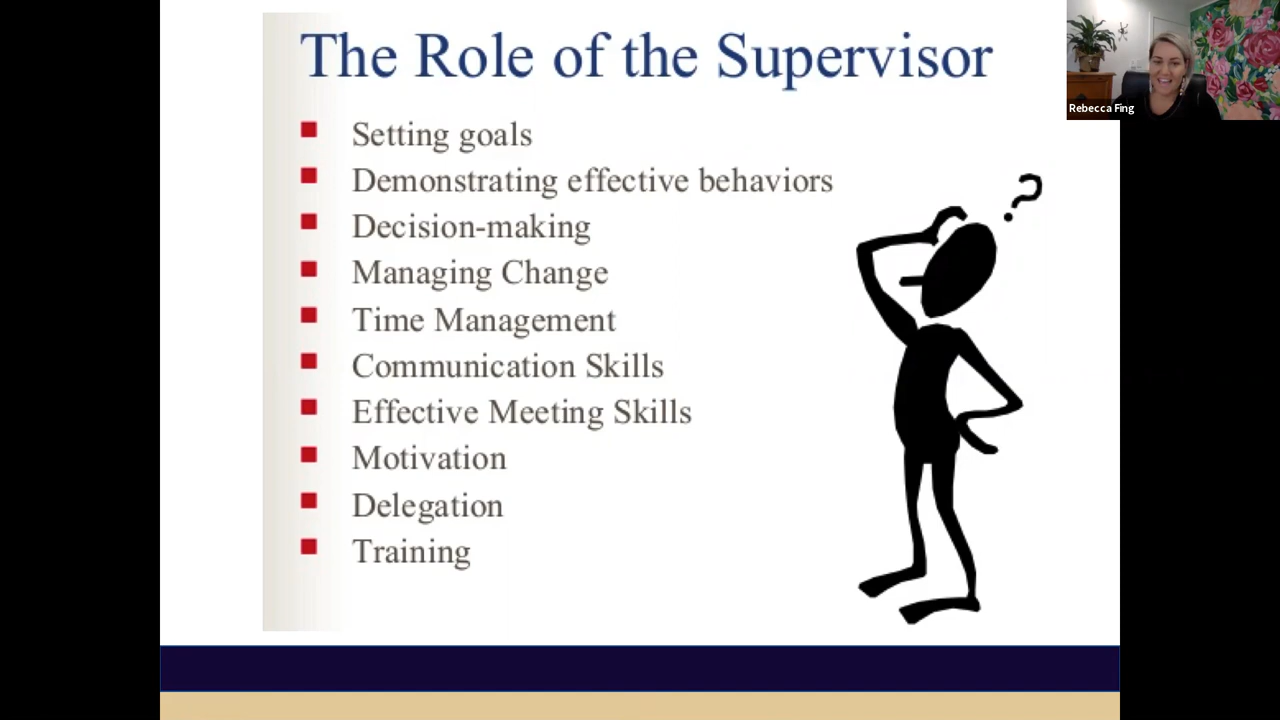 The Role of the Supervisor
Setting goals
Demonstrating effective behaviors
Decision-making
Managing Change
Time Management
Communication Skills
Effective Meeting Skills
Motivation
Delegation
Training
?
Rebecca Fing